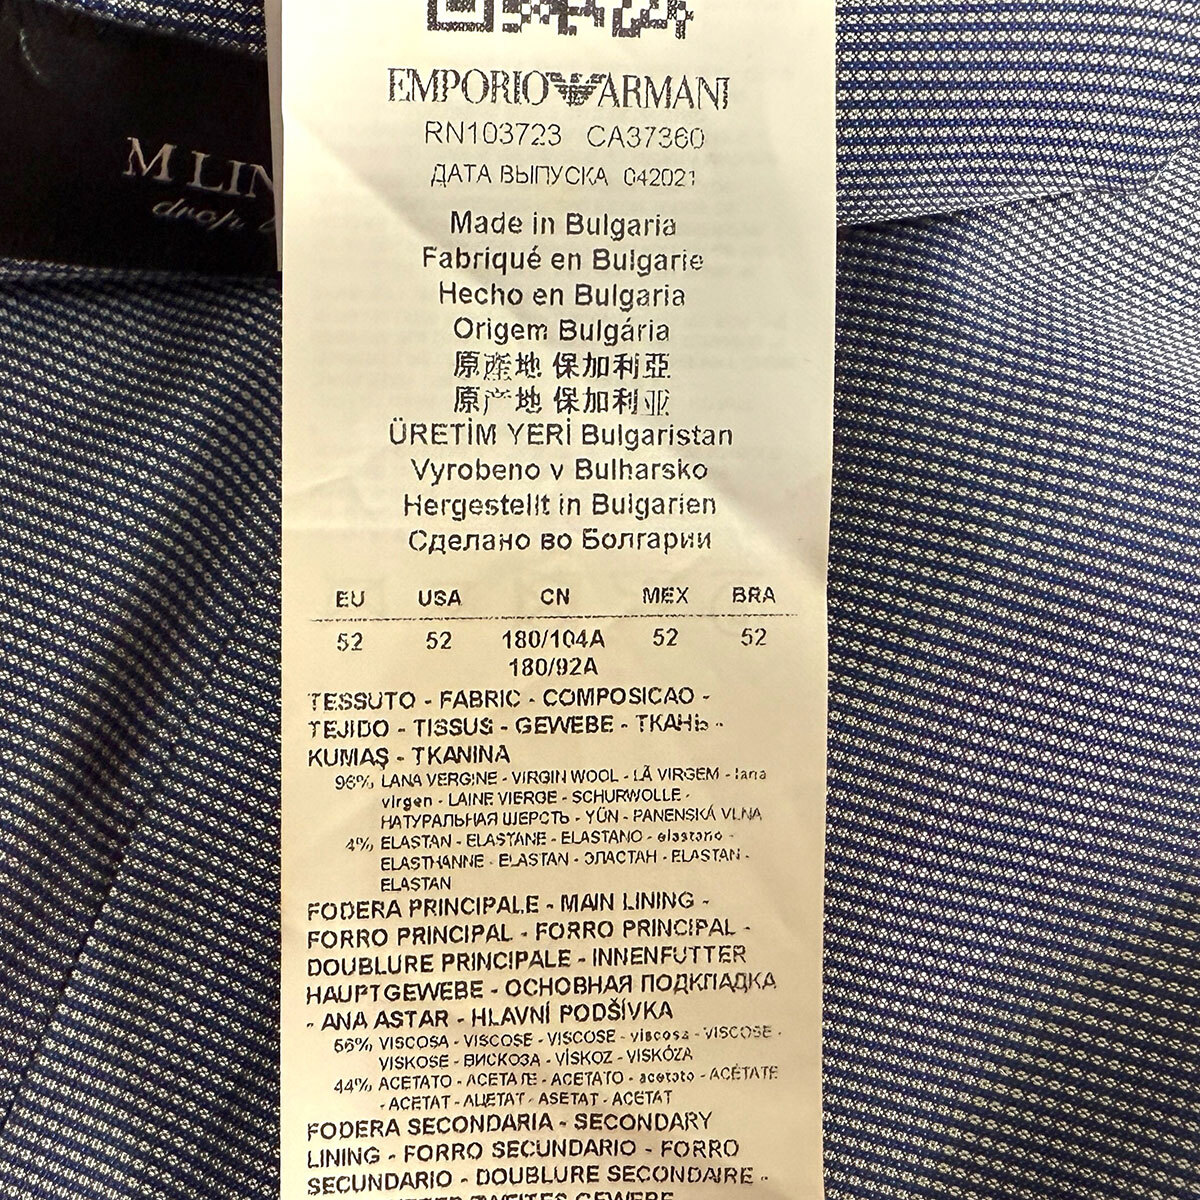 M LIN
EMPORIO ARMANI
RN103723 CA37360
ДАТА ВЫПУСКА 042021
Made in Bulgaria
Fabriqué en Bulgarie
Hecho en Bulgaria
Origem Bulgária
原産地 保加利亞
原产地 保加利亚
ÜRETİM YERİ Bulgaristan
Vyrobeno v Bulharsko
Hergestellt in Bulgarien
Сделано во Болгарии
EU USA CN MEX BRA
52 52 180/104A 52 52
180/92A
TESSUTO - FABRIC - COMPOSICAO -
TEJIDO - TISSUS - GEWEBE - ТКАНЬ -
KUMAŞ - TKANINA
96% LANA VERGINE - VIRGIN WOOL - LÃ VIRGEM - lana
virgen - LAINE VIERGE - SCHURWOLLE -
НАТУРАЛЬНАЯ ШЕРСТЬ - YÜN - PANENSKÁ VLNA
4% ELASTAN - ELASTANE - ELASTANO - elastano -
ELASTHANNE - ELASTAN - ЭЛАСТАН - ELASTAN -
ELASTAN
FODERA PRINCIPALE - MAIN LINING -
FORRO PRINCIPAL - FORRO PRINCIPAL -
DOUBLURE PRINCIPALE - INNENFUTTER
HAUPTGEWEBE - ОСНОВНАЯ ПОДКЛАДКА
- ANA ASTAR - HLAVNÍ PODŠÍVKA
56% VISCOSA - VISCOSE - VISCOSE - viscosa - VISCOSE -
VISKOSE - ВИСКОЗА - VİSKOZ - VISKÓZA
44% ACETATO - ACETATE - ACETATO - acetato - ACÉTATE
- ACETAT - АЦЕТАТ - ASETAT - ACETAT
FODERA SECONDARIA - SECONDARY
LINING - FORRO SECUNDARIO - FORRO
SECUNDARIO - DOUBLURE SECONDAIRE -
ZWEITES GEWEBE